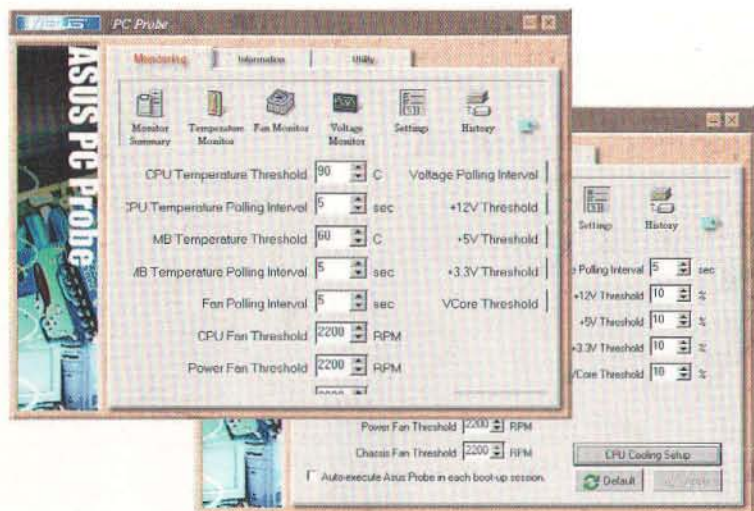 ASUS PC Probe
Monitoring Information Utility
ASUS PC Probe
Monitor Summary
Temperature Monitor
Fan Monitor
Voltage Monitor
Settings
History
CPU Temperature Threshold 90 C
CPU Temperature Polling Interval 5 sec
MB Temperature Threshold 60 C
MB Temperature Polling Interval 5 sec
Fan Polling Interval 5 sec
CPU Fan Threshold 2200 RPM
Power Fan Threshold 2200 RPM
Voltage Polling Interval
+12V Threshold
+5V Threshold
+3.3V Threshold
VCore Threshold
Settings
History
Polling Interval 5 sec
+12V Threshold 10 %
+5V Threshold 10 %
+3.3V Threshold 10 %
VCore Threshold 10 %
Power Fan Threshold 2200 RPM
Chassis Fan Threshold 2200 RPM
Auto-execute Asus Probe in each boot-up session.
CPU Cooling Setup
Default